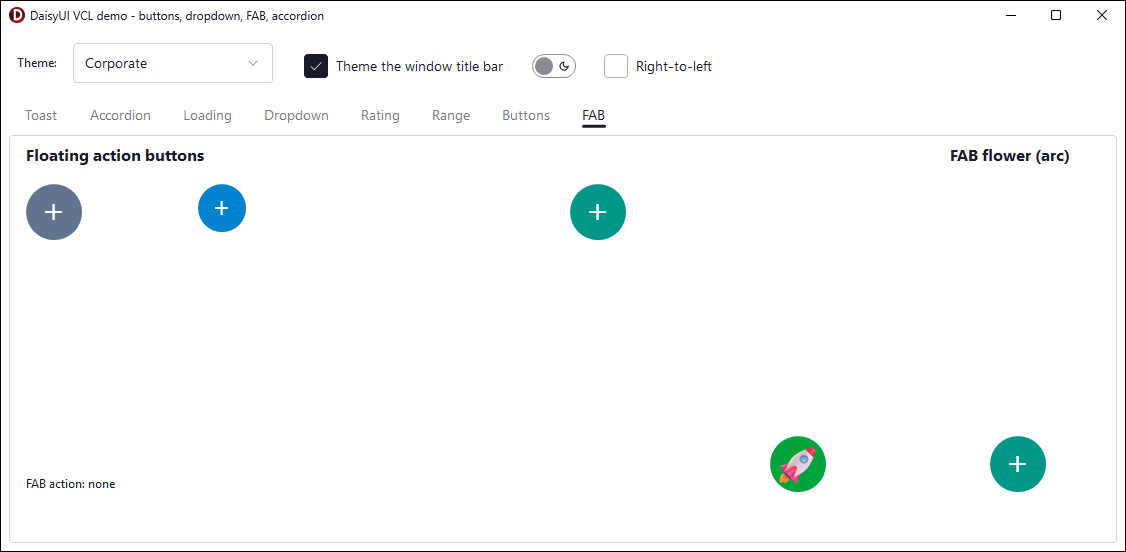 DaisyUI VCL demo - buttons, dropdown, FAB, accordion
Theme: Corporate Theme the window title bar Right-to-left
Toast Accordion Loading Dropdown Rating Range Buttons FAB
Floating action buttons FAB flower (arc)
FAB action: none